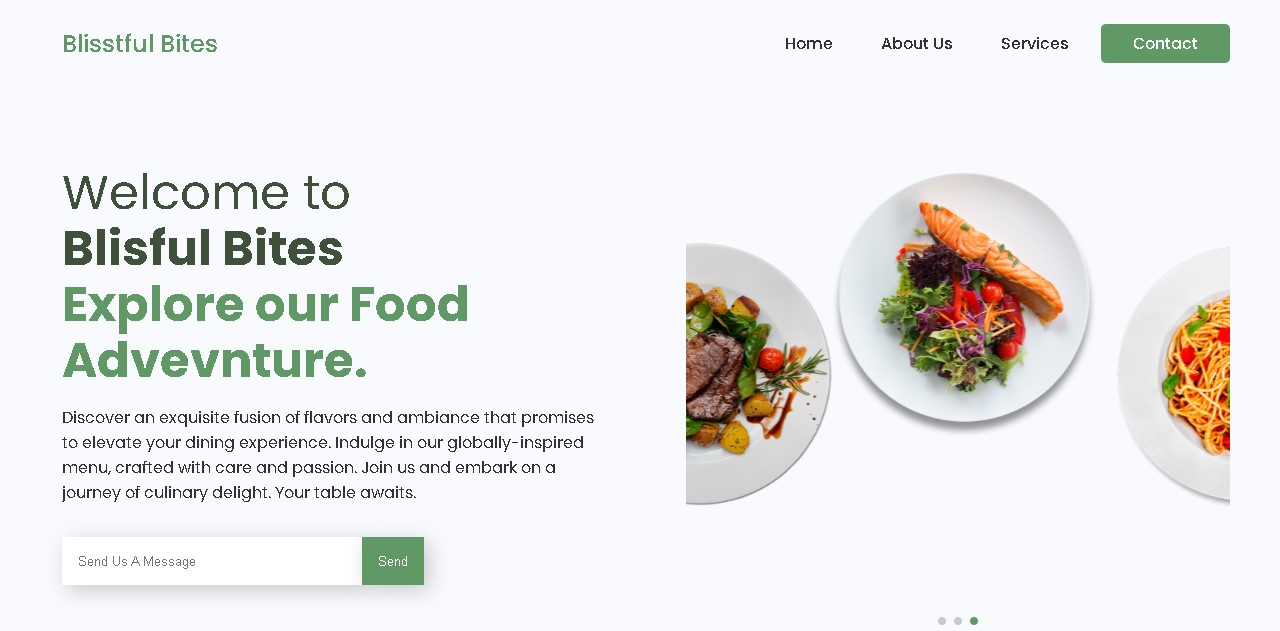 Blisstful Bites
Home
About Us
Services
Contact
Welcome to
Blisful Bites
Explore our Food
Advevnture.
Discover an exquisite fusion of flavors and ambiance that promises
to elevate your dining experience. Indulge in our globally-inspired
menu, crafted with care and passion. Join us and embark on a
journey of culinary delight. Your table awaits.
Send Us A Message
Send